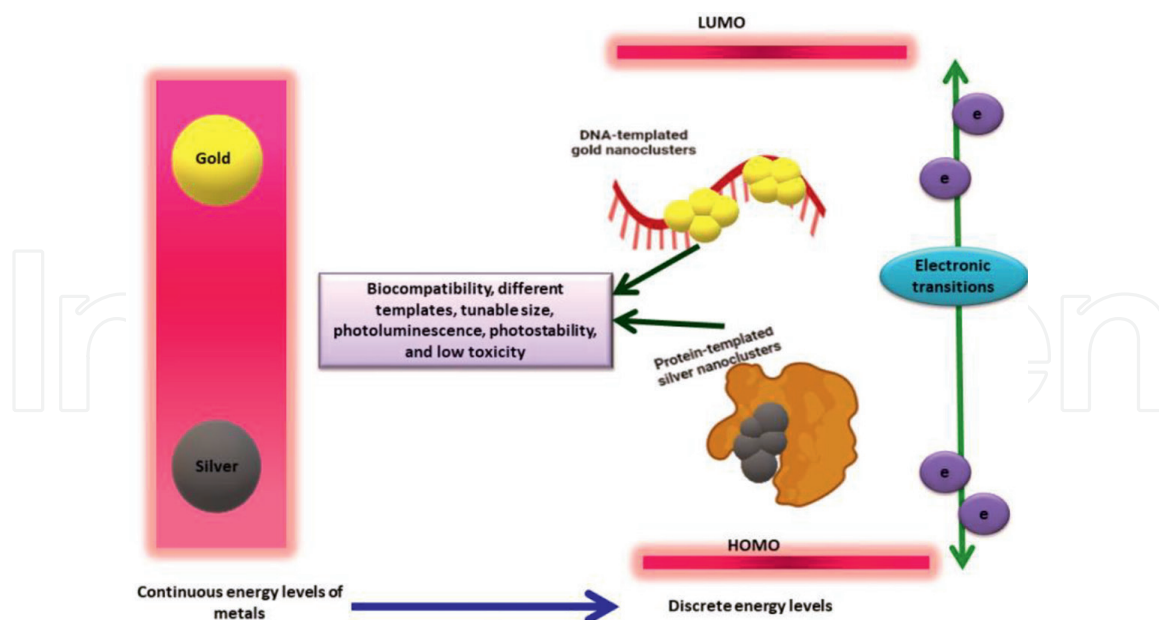 LUMO
Gold
DNA-templated
gold nanoclusters
e
e
Electronic
transitions
Biocompatibility, different
templates, tunable size,
photoluminescence, photostability,
and low toxicity
Protein-templated
silver nanoclusters
Silver
e
e
HOMO
Continuous energy levels of
metals
Discrete energy levels